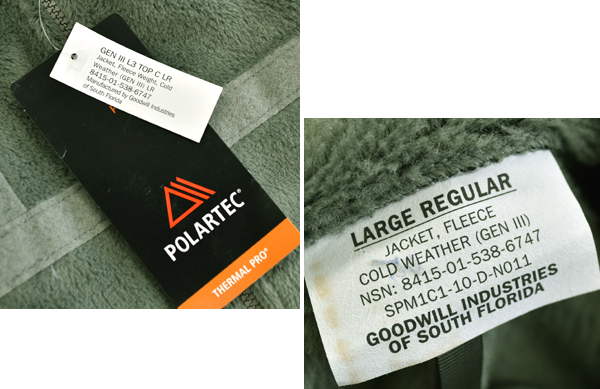 GEN III L3 TOP C LR
Jacket, Fleece Weight, Cold
Weather (GEN III) LR
8415-01-538-6747
Manufactured by Goodwill Industries
of South Florida
POLARTEC®
THERMAL PRO®
LARGE REGULAR
JACKET, FLEECE
COLD WEATHER (GEN III)
NSN: 8415-01-538-6747
SPM1C1-10-D-N011
GOODWILL INDUSTRIES
OF SOUTH FLORIDA